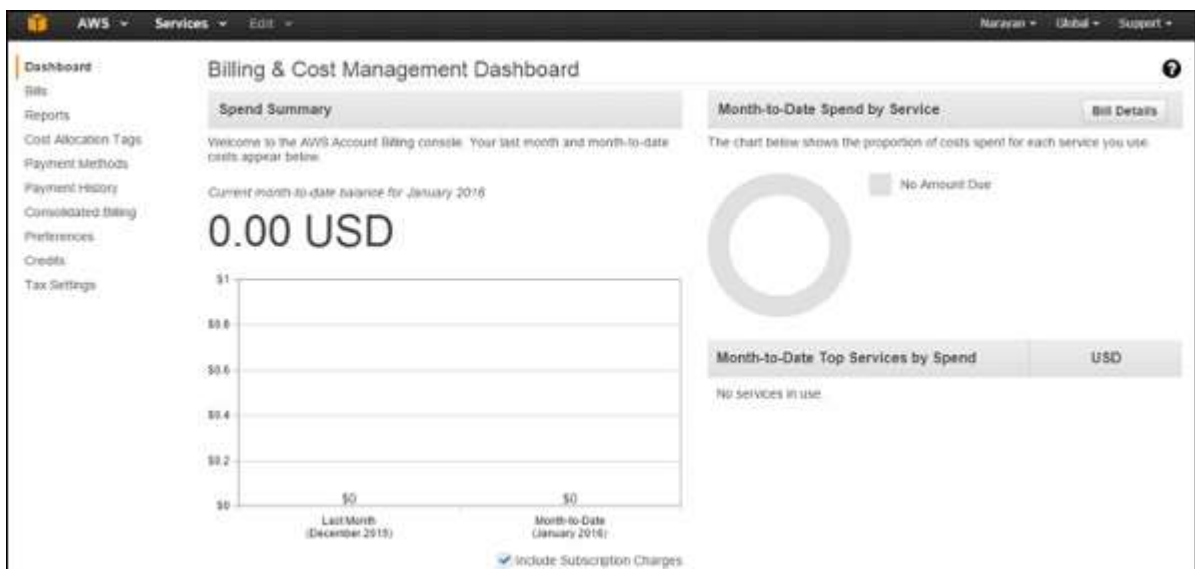 AWS Services Edit Narayan Global Support
Dashboard
Bills
Reports
Cost Allocation Tags
Payment Methods
Payment History
Consolidated Billing
Preferences
Credits
Tax Settings
Billing & Cost Management Dashboard
?
Spend Summary
Welcome to the AWS Account Billing console. Your last month and month-to-date
costs appear below.
Current month-to-date balance for January 2016
0.00 USD
$1
$0.8
$0.6
$0.4
$0.2
$0
$0 $0
Last Month Month-to-Date
(December 2015) (January 2016)
Include Subscription Charges
Month-to-Date Spend by Service Bill Details
The chart below shows the proportion of costs spent for each service you use.
No Amount Due
Month-to-Date Top Services by Spend USD
No services in use